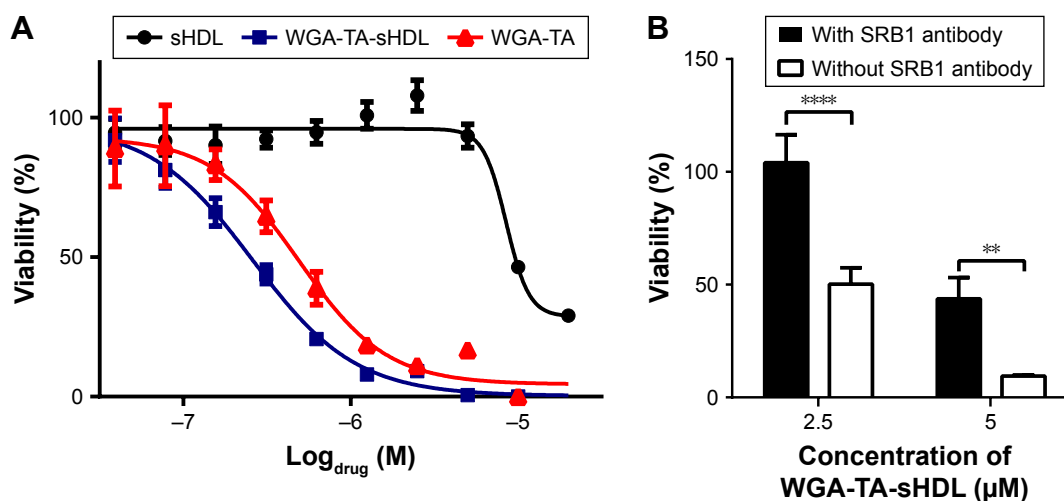 A
sHDL WGA-TA-sHDL WGA-TA
Viability (%)
100
50
0
–7 –6 –5
Log_drug (M)
B
With SRB1 antibody
Without SRB1 antibody
Viability (%)
150
100
50
0
****
**
2.5 5
Concentration of
WGA-TA-sHDL (µM)